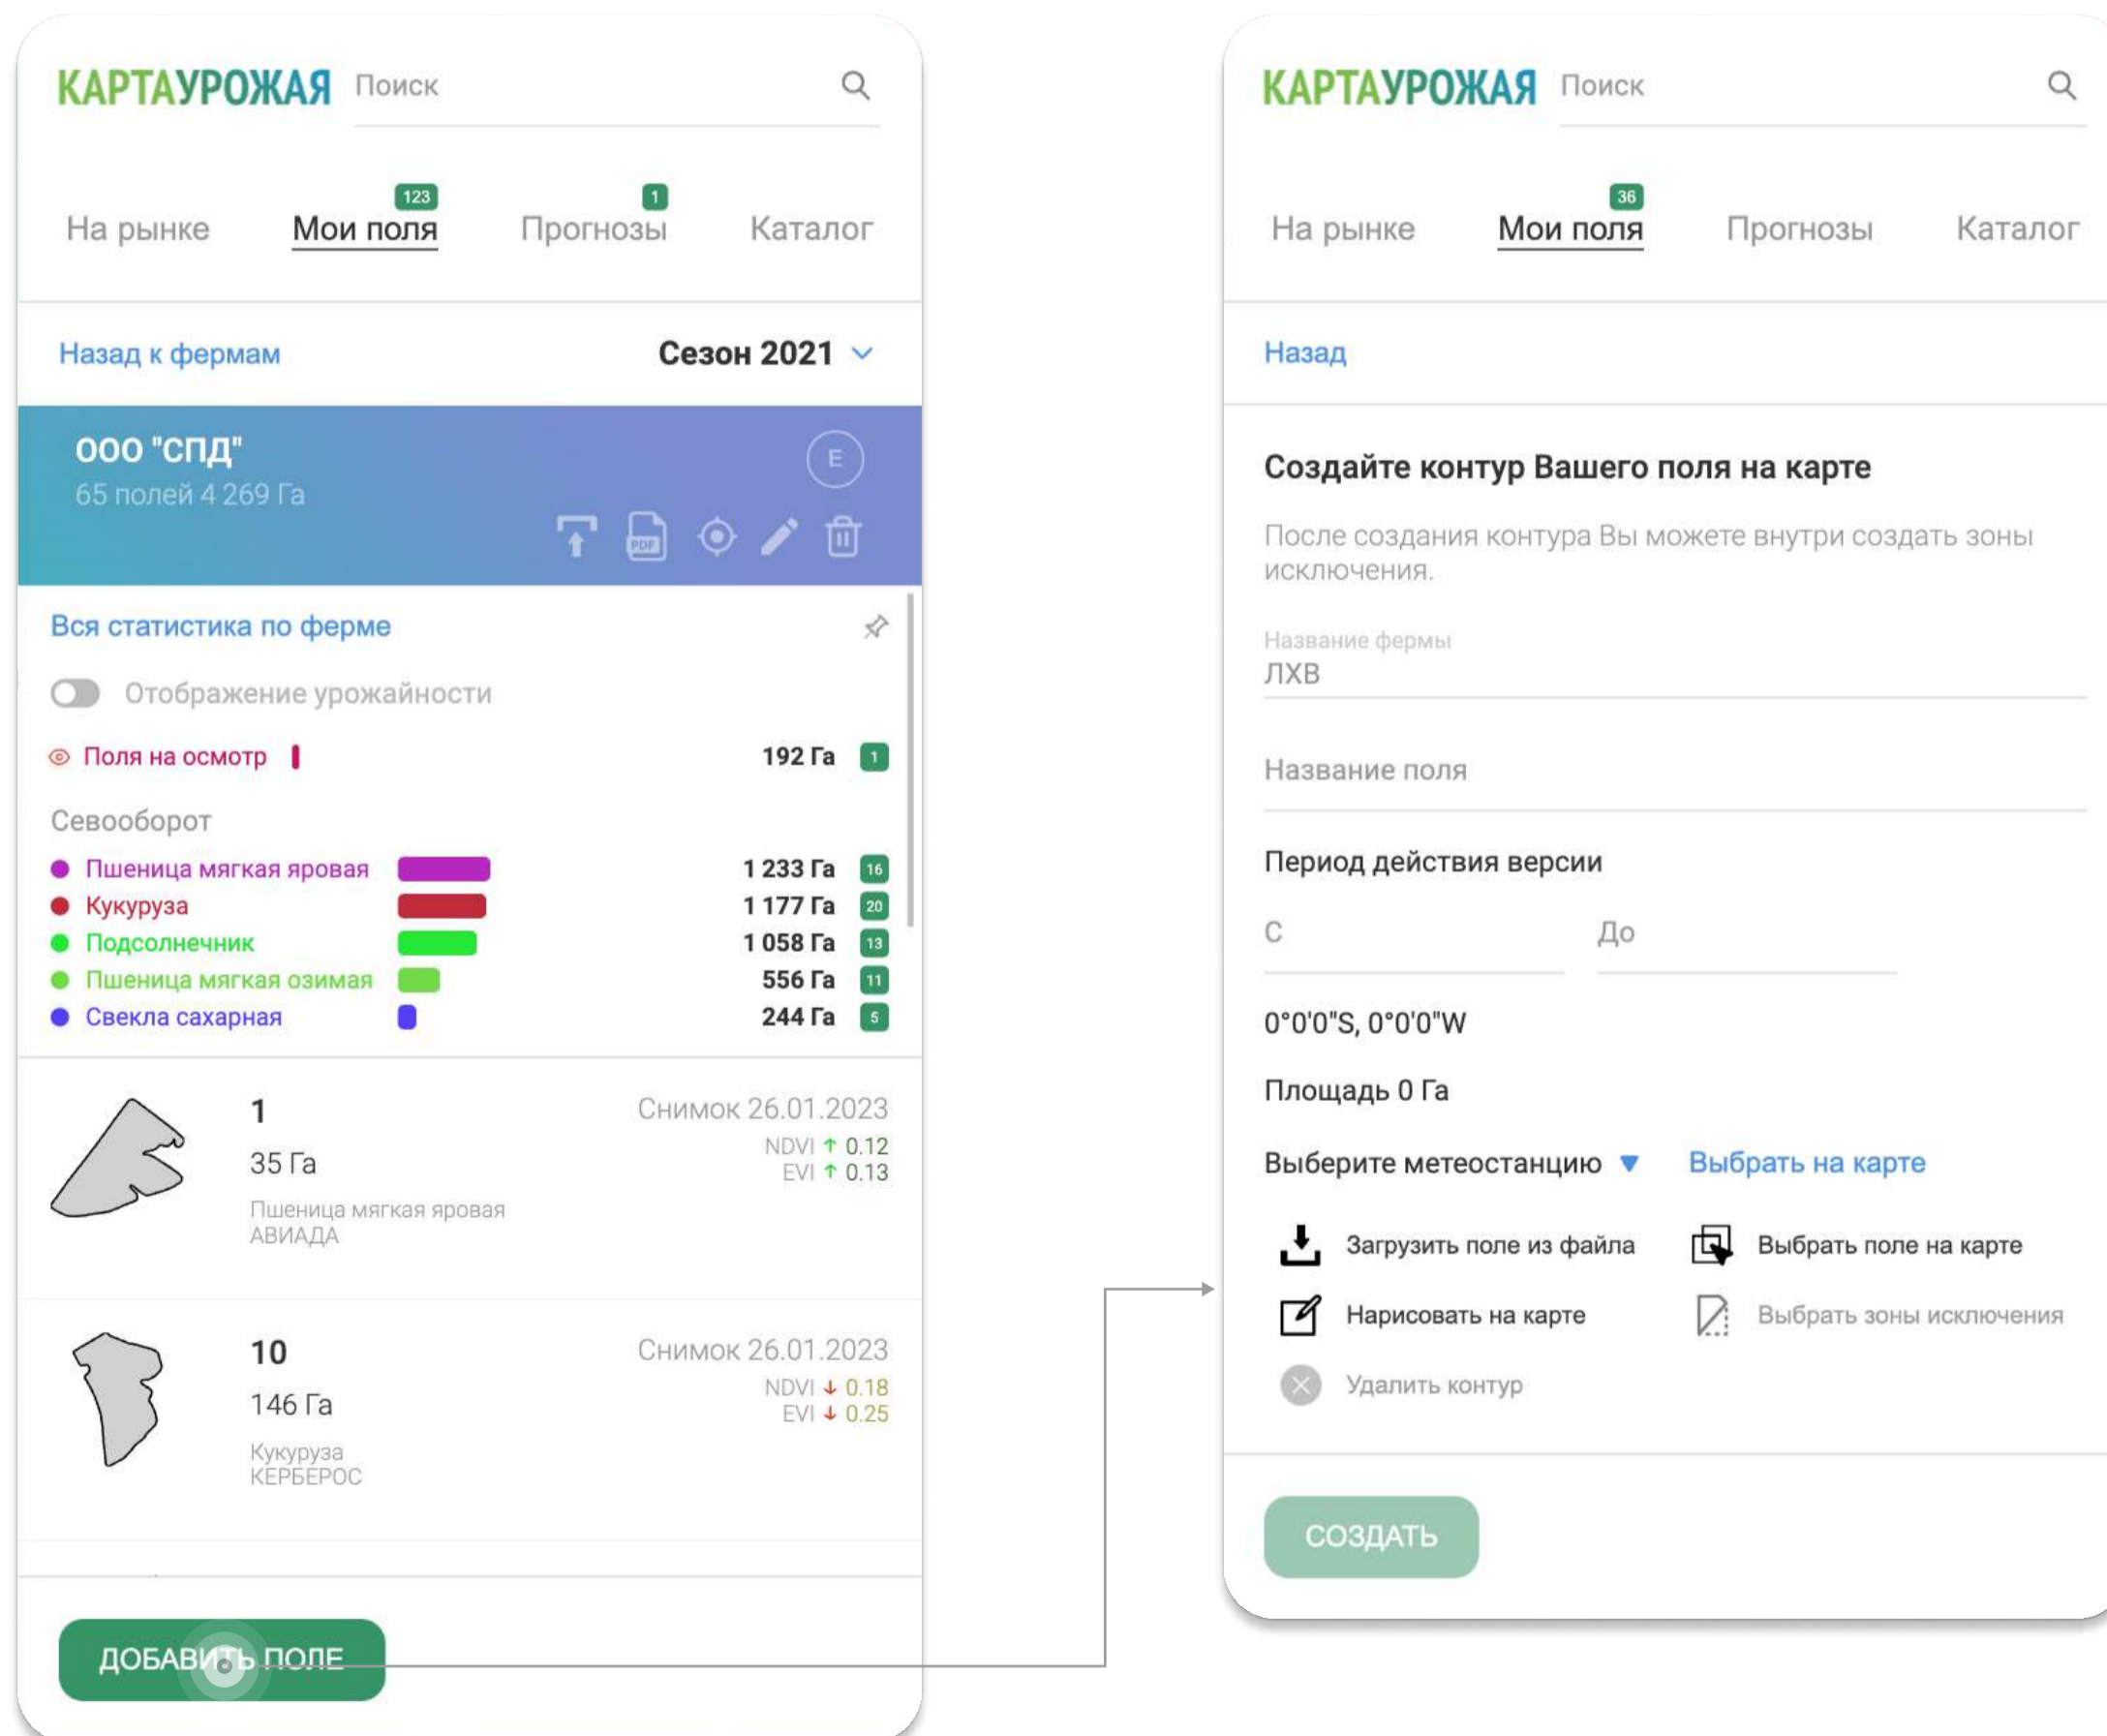 КАРТАУРОЖАЯ Поиск
На рынке Мои поля 123 Прогнозы 1 Каталог
Назад к фермам Сезон 2021
ООО "СПД" E
65 полей 4 269 Га
PDF
Вся статистика по ферме
Отображение урожайности
Поля на осмотр 192 Га 1
Севооборот
Пшеница мягкая яровая 1 233 Га 16
Кукуруза 1 177 Га 20
Подсолнечник 1 058 Га 13
Пшеница мягкая озимая 556 Га 11
Свекла сахарная 244 Га 5
1 Снимок 26.01.2023
NDVI ↑ 0.12
35 Га EVI ↑ 0.13
Пшеница мягкая яровая
АВИАДА
10 Снимок 26.01.2023
NDVI ↓ 0.18
146 Га EVI ↓ 0.25
Кукуруза
КЕРБЕРОС
ДОБАВИТЬ ПОЛЕ
КАРТАУРОЖАЯ Поиск
На рынке Мои поля 36 Прогнозы Каталог
Назад
Создайте контур Вашего поля на карте
После создания контура Вы можете внутри создать зоны
исключения.
Название фермы
ЛХВ
Название поля
Период действия версии
С До
0°0'0"S, 0°0'0"W
Площадь 0 Га
Выберите метеостанцию Выбрать на карте
Загрузить поле из файла Выбрать поле на карте
Нарисовать на карте Выбрать зоны исключения
Удалить контур
СОЗДАТЬ